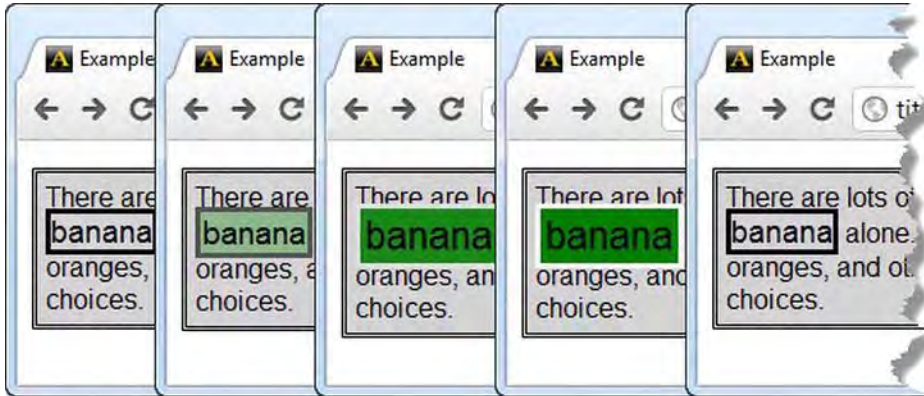 A Example
There are
banana
oranges,
choices.
A Example
There are
banana
oranges, a
choices.
A Example
There are lo
banana
oranges, an
choices.
A Example
There are lot
banana
oranges, and
choices.
A Example
tit
There are lots o
banana alone.
oranges, and ot
choices.